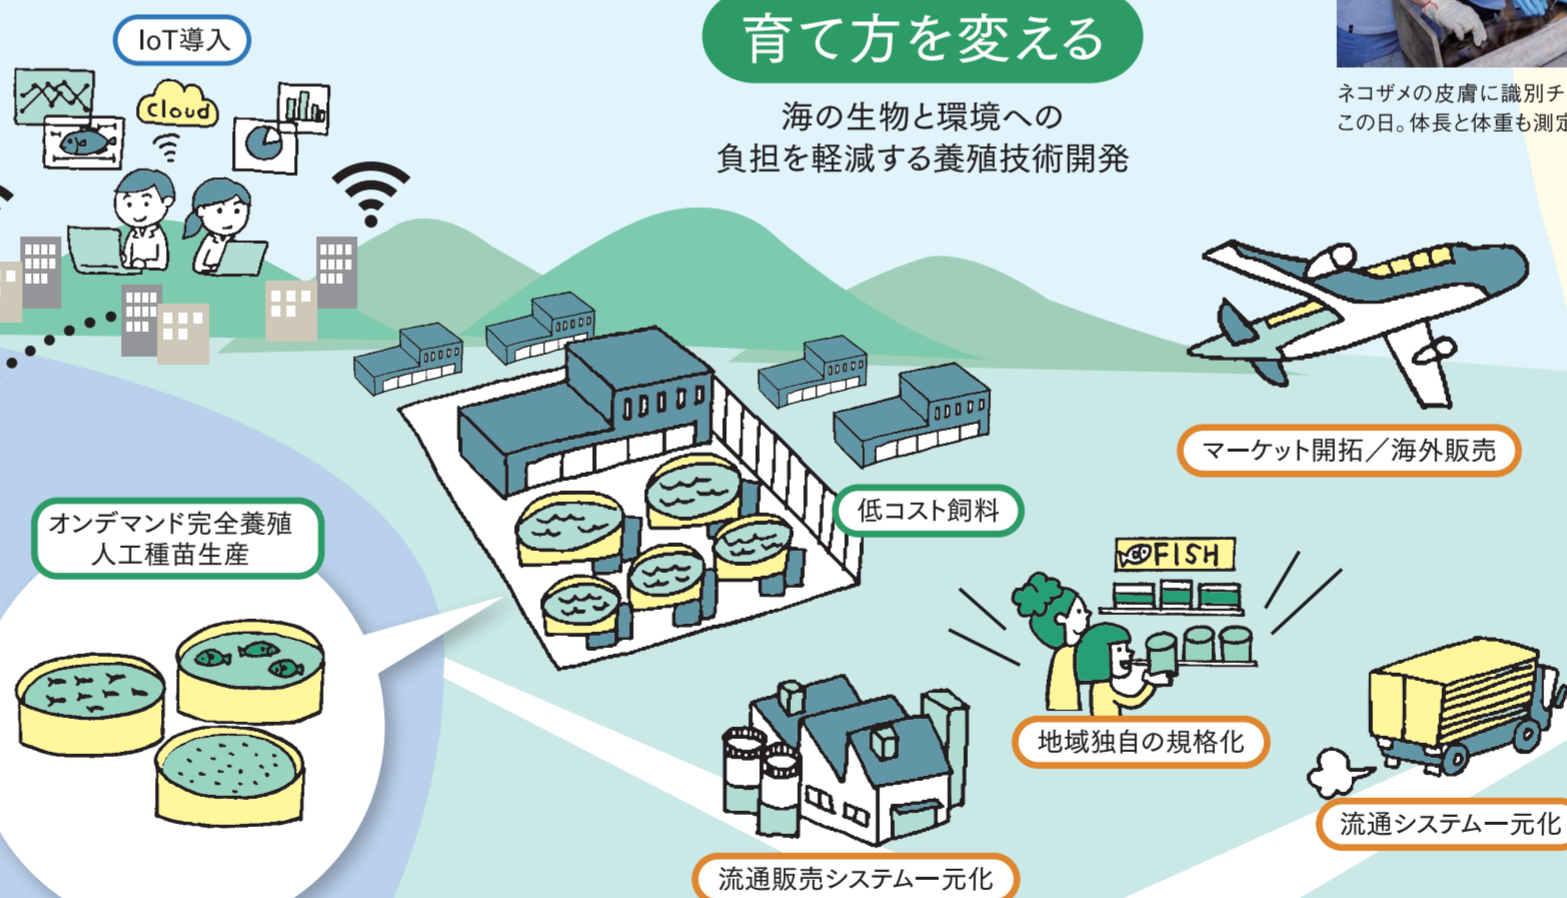 IoT導入
cloud
育て方を変える
海の生物と環境への
負担を軽減する養殖技術開発
ネコザメの皮膚に識別チ
この日。体長と体重も測定
マーケット開拓／海外販売
オンデマンド完全養殖
人工種苗生産
低コスト飼料
FISH
地域独自の規格化
流通システム一元化
流通販売システム一元化